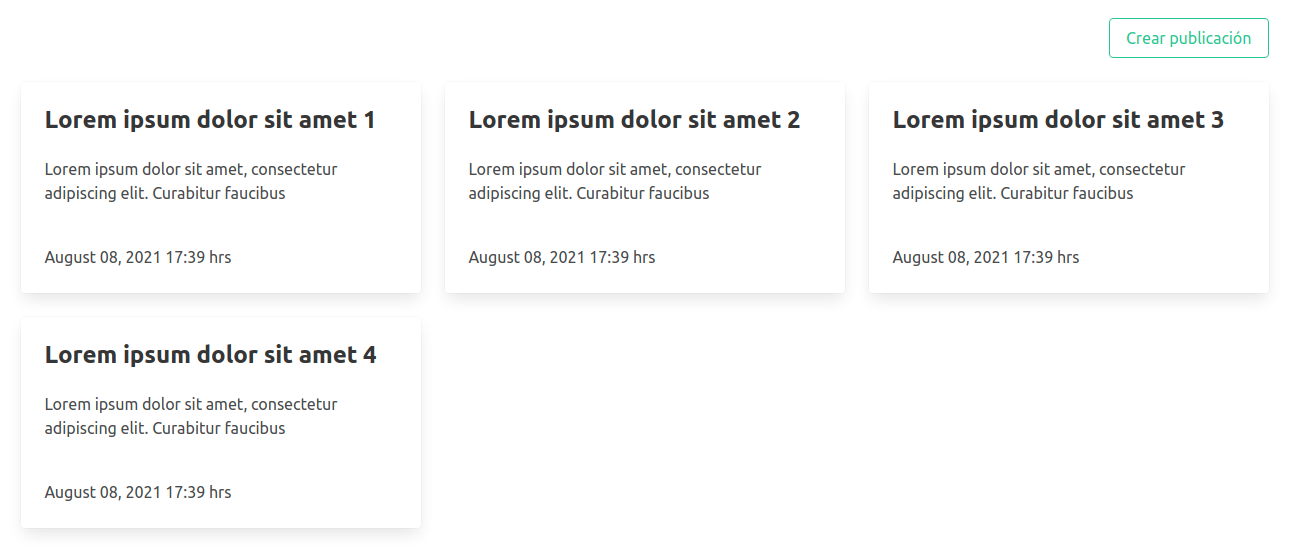 Crear publicación
Lorem ipsum dolor sit amet 1
Lorem ipsum dolor sit amet, consectetur
adipiscing elit. Curabitur faucibus
August 08, 2021 17:39 hrs
Lorem ipsum dolor sit amet 2
Lorem ipsum dolor sit amet, consectetur
adipiscing elit. Curabitur faucibus
August 08, 2021 17:39 hrs
Lorem ipsum dolor sit amet 3
Lorem ipsum dolor sit amet, consectetur
adipiscing elit. Curabitur faucibus
August 08, 2021 17:39 hrs
Lorem ipsum dolor sit amet 4
Lorem ipsum dolor sit amet, consectetur
adipiscing elit. Curabitur faucibus
August 08, 2021 17:39 hrs